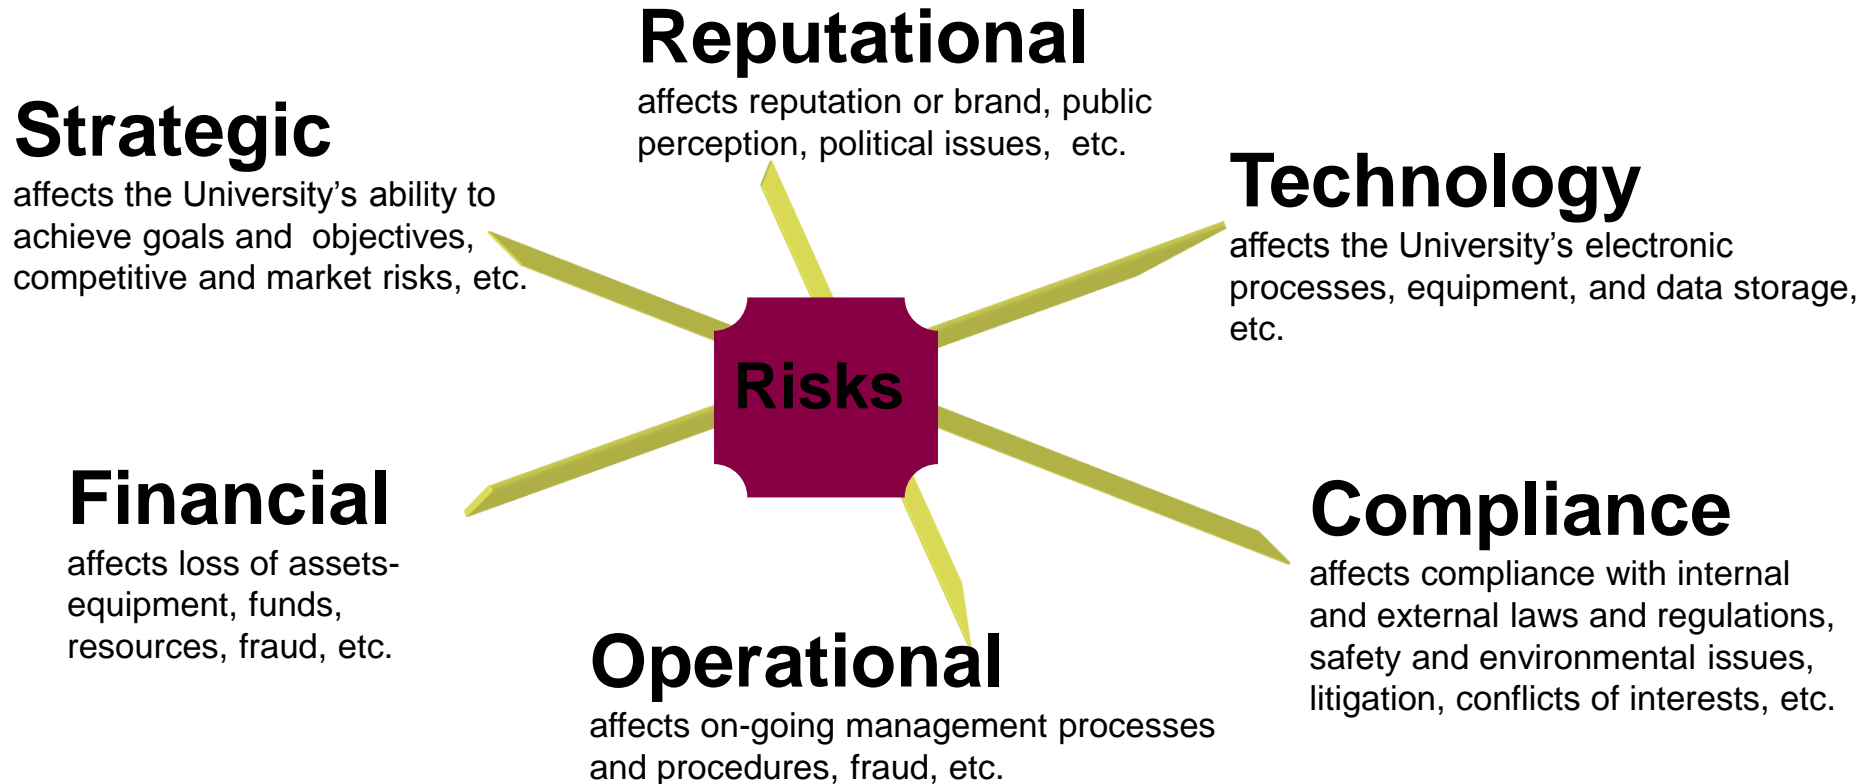 Reputational
affects reputation or brand, public
perception, political issues,  etc.
Strategic
affects the University’s ability to
achieve goals and  objectives,
competitive and market risks, etc.
Technology
affects the University’s electronic
processes, equipment, and data storage,
etc.
Risks
Financial
affects loss of assets-
equipment, funds,
resources, fraud, etc.
Compliance
affects compliance with internal
and external laws and regulations,
safety and environmental issues,
litigation, conflicts of interests, etc.
Operational
affects on-going management processes
and procedures, fraud, etc.